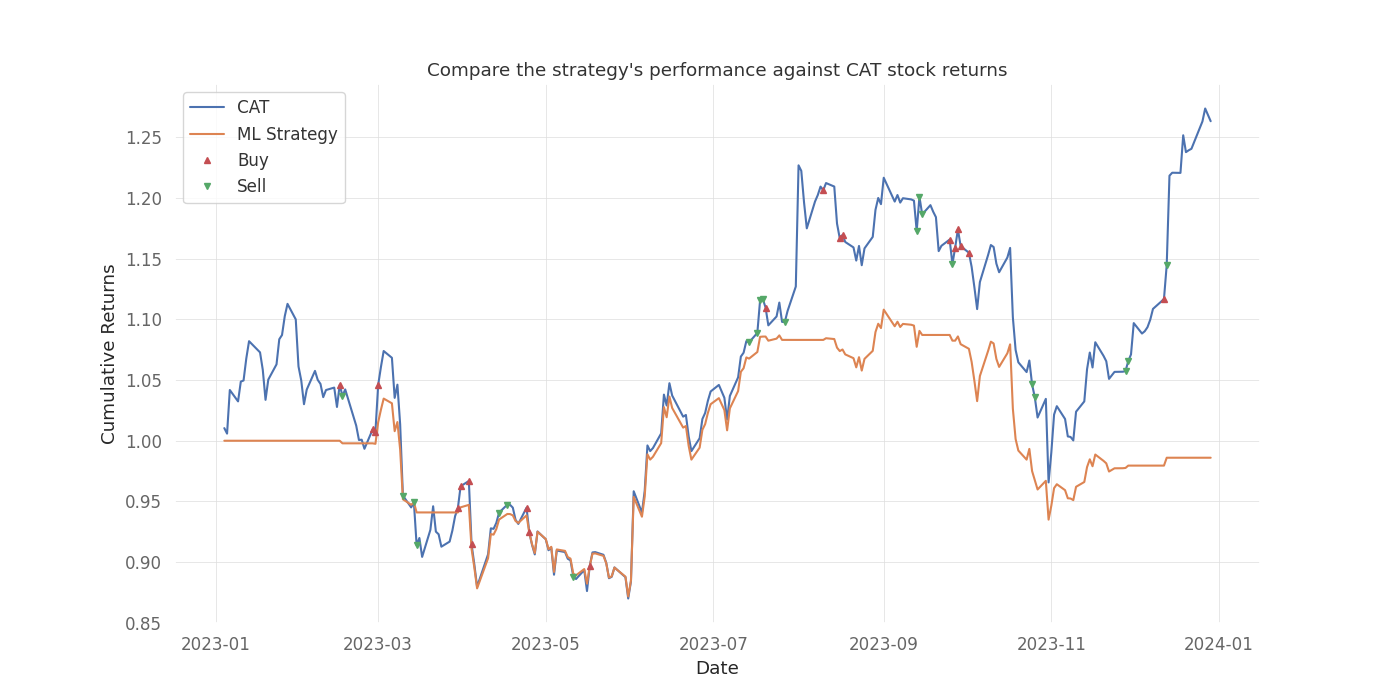 Compare the strategy's performance against CAT stock returns
CAT
ML Strategy
Buy
Sell
Cumulative Returns
1.25
1.20
1.15
1.10
1.05
1.00
0.95
0.90
0.85
2023-01
2023-03
2023-05
2023-07
2023-09
2023-11
2024-01
Date